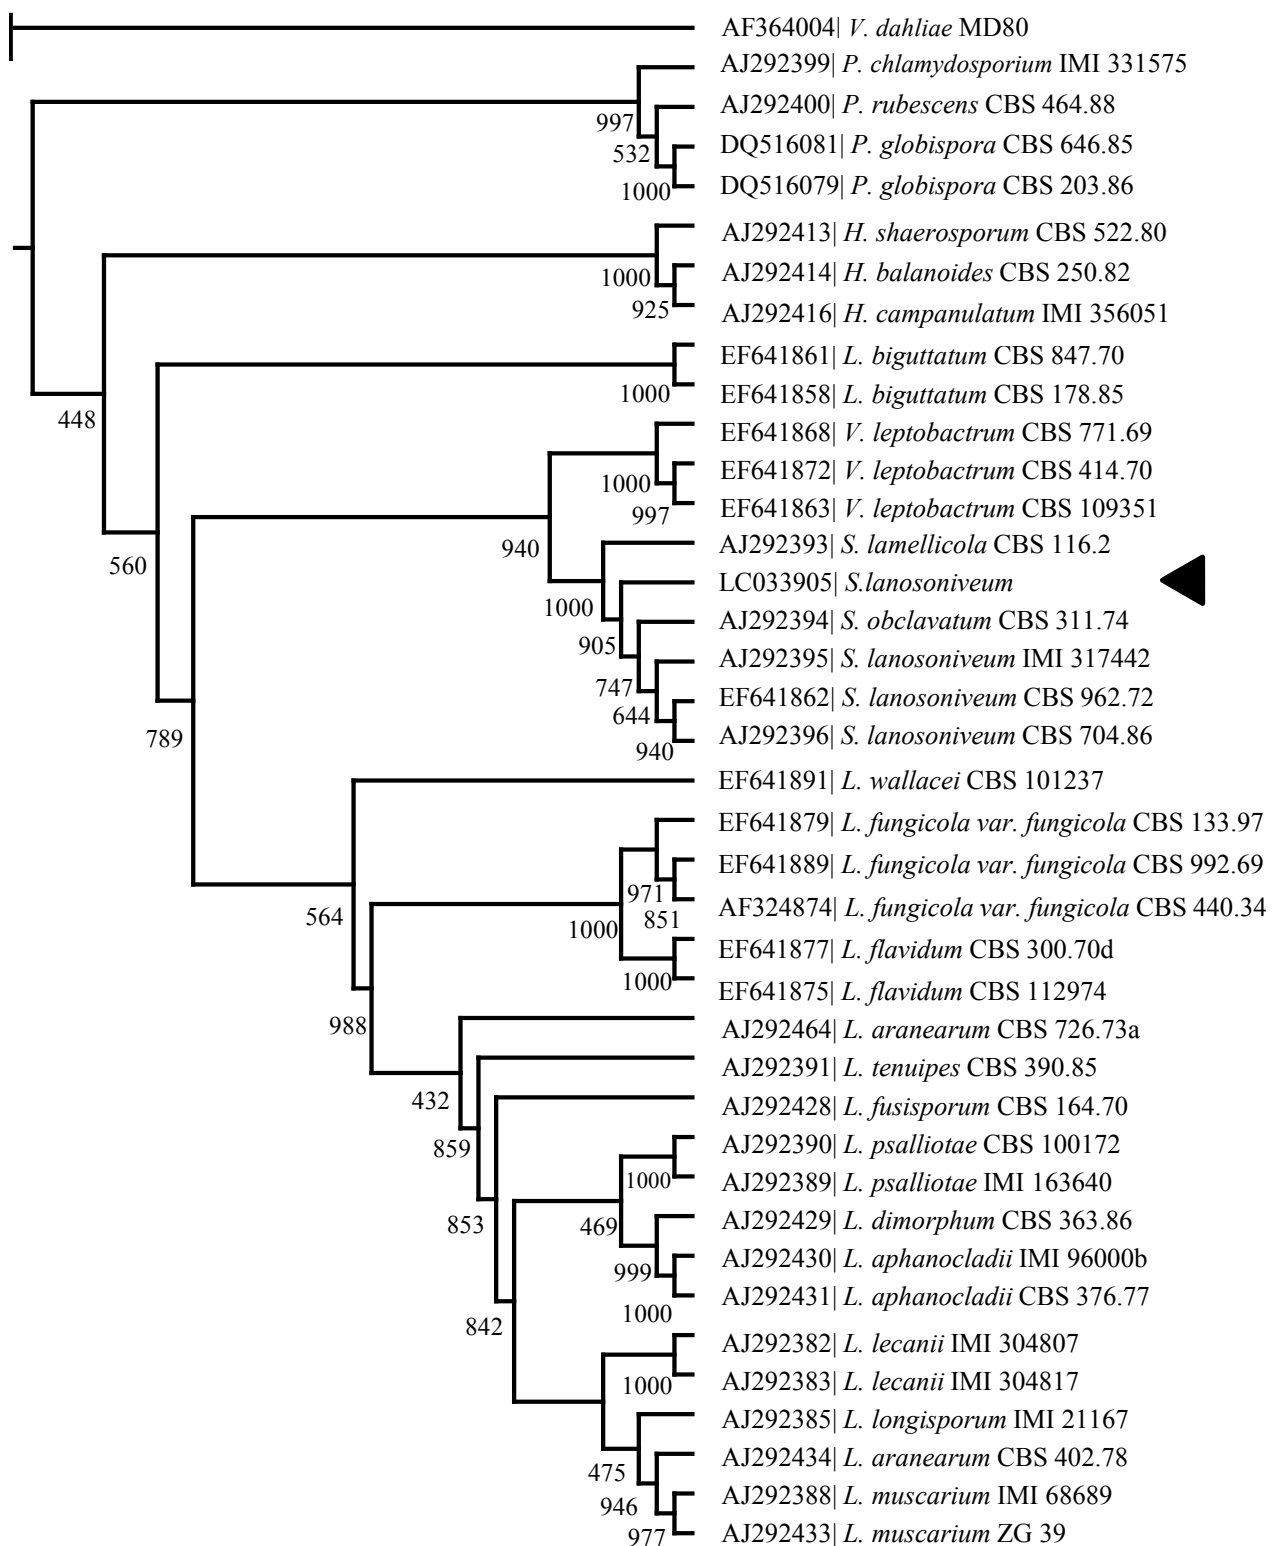 AF364004| V. dahliae MD80
AJ292399| P. chlamydosporium IMI 331575
AJ292400| P. rubescens CBS 464.88
997
DQ516081| P. globispora CBS 646.85
532
DQ516079| P. globispora CBS 203.86
1000
AJ292413| H. shaerosporum CBS 522.80
AJ292414| H. balanoides CBS 250.82
1000
925
AJ292416| H. campanulatum IMI 356051
EF641861| L. biguttatum CBS 847.70
1000
EF641858| L. biguttatum CBS 178.85
448
EF641868| V. leptobactrum CBS 771.69
EF641872| V. leptobactrum CBS 414.70
1000
EF641863| V. leptobactrum CBS 109351
997
AJ292393| S. lamellicola CBS 116.2
940
560
LC033905| S.lanosoniveum
1000
AJ292394| S. obclavatum CBS 311.74
905
AJ292395| S. lanosoniveum IMI 317442
747
EF641862| S. lanosoniveum CBS 962.72
644
AJ292396| S. lanosoniveum CBS 704.86
789
940
EF641891| L. wallacei CBS 101237
EF641879| L. fungicola var. fungicola CBS 133.97
EF641889| L. fungicola var. fungicola CBS 992.69
971
AF324874| L. fungicola var. fungicola CBS 440.34
564
851
1000
EF641877| L. flavidum CBS 300.70d
1000
EF641875| L. flavidum CBS 112974
988
AJ292464| L. aranearum CBS 726.73a
AJ292391| L. tenuipes CBS 390.85
432
AJ292428| L. fusisporum CBS 164.70
859
AJ292390| L. psalliotae CBS 100172
1000
AJ292389| L. psalliotae IMI 163640
853
469
AJ292429| L. dimorphum CBS 363.86
AJ292430| L. aphanocladii IMI 96000b
999
AJ292431| L. aphanocladii CBS 376.77
1000
842
AJ292382| L. lecanii IMI 304807
1000
AJ292383| L. lecanii IMI 304817
AJ292385| L. longisporum IMI 21167
AJ292434| L. aranearum CBS 402.78
475
AJ292388| L. muscarium IMI 68689
946
AJ292433| L. muscarium ZG 39
977